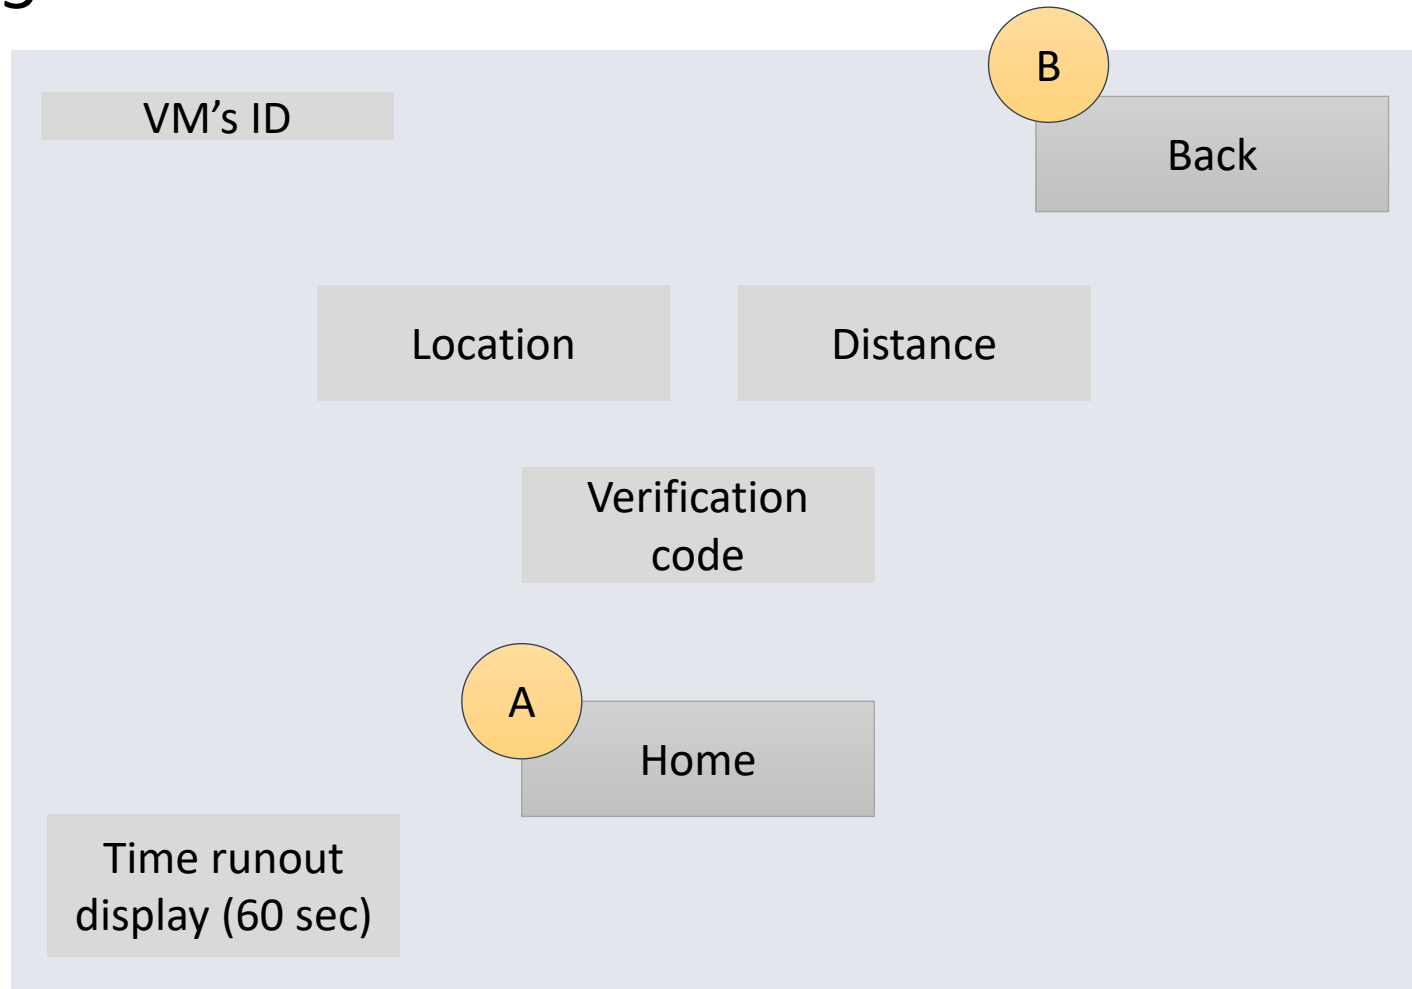 B
VM’s ID
Back
Location
Distance
Verification
code
A
Home
Time runout
display (60 sec)